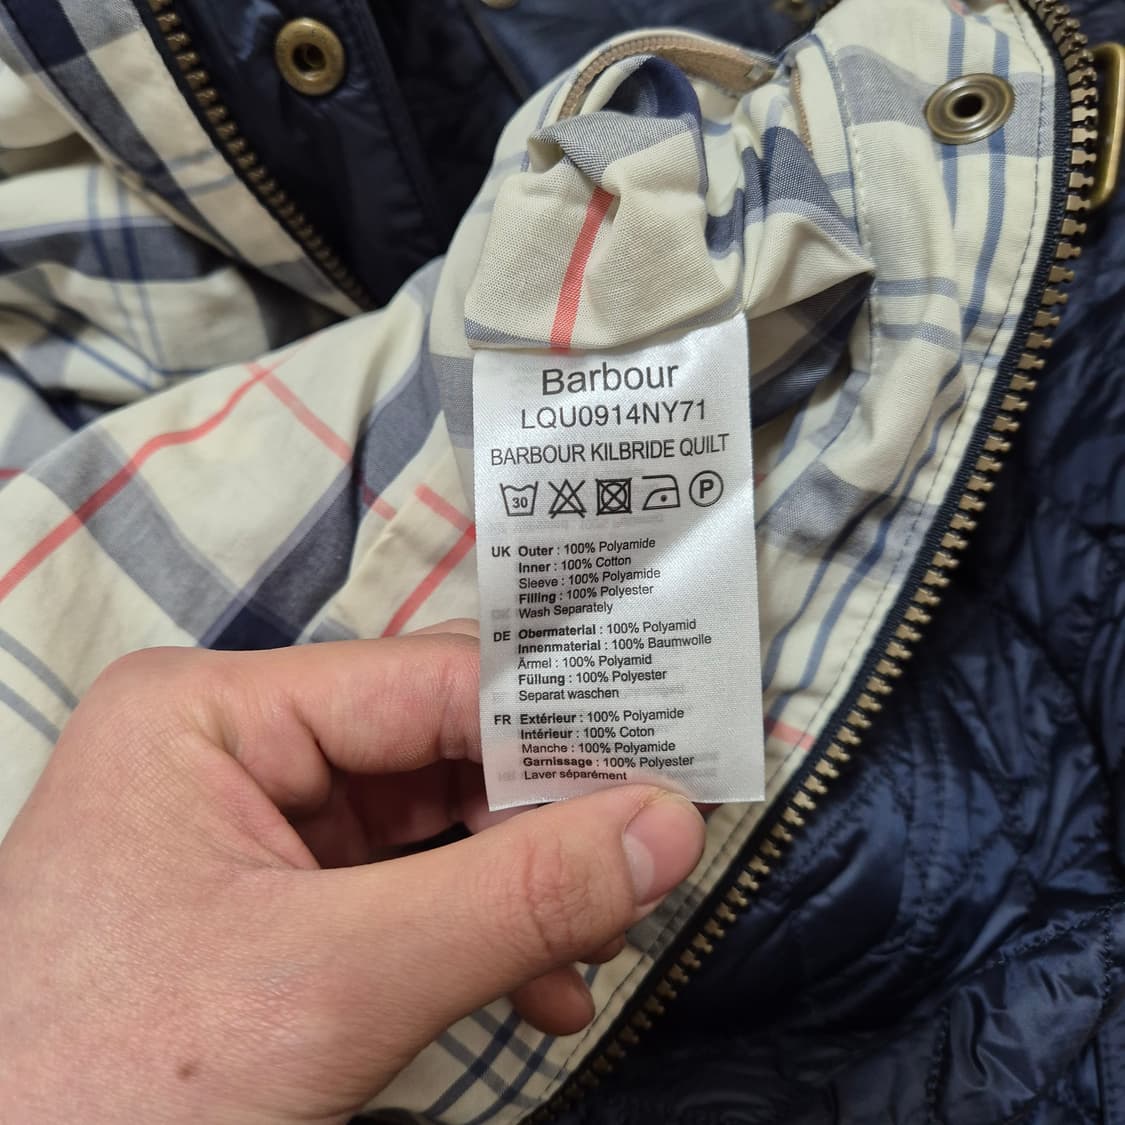 Barbour
LQU0914NY71
BARBOUR KILBRIDE QUILT
30 P
UK Outer : 100% Polyamide
Inner : 100% Cotton
Sleeve : 100% Polyamide
Filling : 100% Polyester
Wash Separately
DE Obermaterial : 100% Polyamid
Innenmaterial : 100% Baumwolle
Ärmel : 100% Polyamid
Füllung : 100% Polyester
Separat waschen
FR Extérieur : 100% Polyamide
Intérieur : 100% Coton
Manche : 100% Polyamide
Garnissage : 100% Polyester
Laver séparément